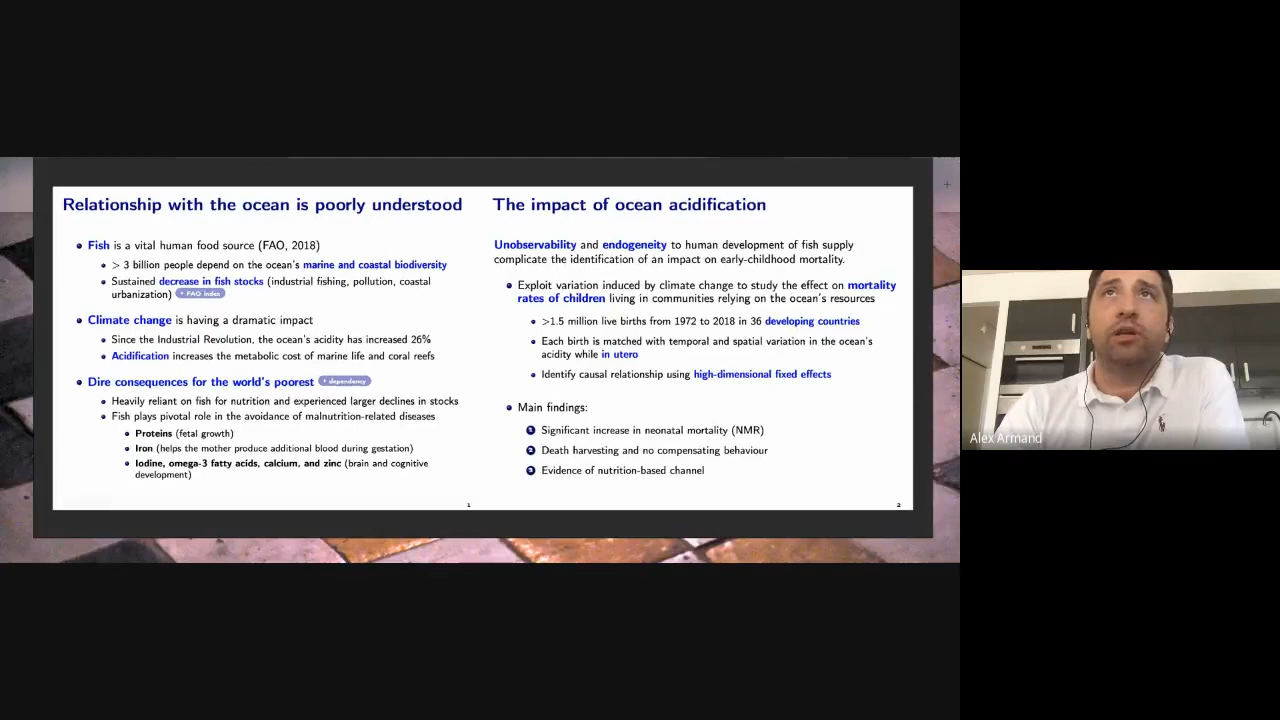 Relationship with the ocean is poorly understood
Fish is a vital human food source (FAO, 2018)
> 3 billion people depend on the ocean's marine and coastal biodiversity
Sustained decrease in fish stocks (industrial fishing, pollution, coastal
urbanization) FAO index
Climate change is having a dramatic impact
Since the Industrial Revolution, the ocean's acidity has increased 26%
Acidification increases the metabolic cost of marine life and coral reefs
Dire consequences for the world's poorest dependency
Heavily reliant on fish for nutrition and experienced larger declines in stocks
Fish plays pivotal role in the avoidance of malnutrition-related diseases
Proteins (fetal growth)
Iron (helps the mother produce additional blood during gestation)
Iodine, omega-3 fatty acids, calcium, and zinc (brain and cognitive
development)
1
The impact of ocean acidification
Unobservability and endogeneity to human development of fish supply
complicate the identification of an impact on early-childhood mortality.
Exploit variation induced by climate change to study the effect on mortality
rates of children living in communities relying on the ocean's resources
>1.5 million live births from 1972 to 2018 in 36 developing countries
Each birth is matched with temporal and spatial variation in the ocean's
acidity while in utero
Identify causal relationship using high-dimensional fixed effects
Main findings:
1 Significant increase in neonatal mortality (NMR)
2 Death harvesting and no compensating behaviour
3 Evidence of nutrition-based channel
2
Alex Armand